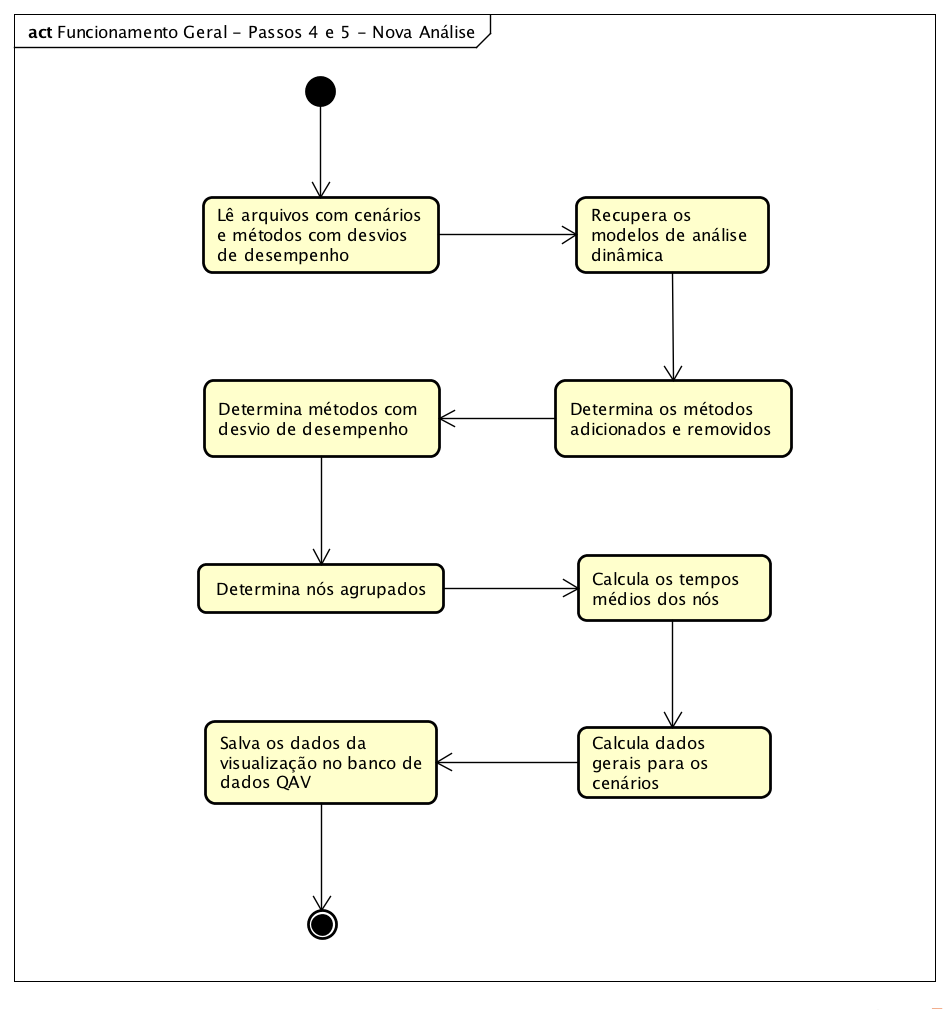 act Funcionamento Geral – Passos 4 e 5 – Nova Análise
Lê arquivos com cenários
e métodos com desvios
de desempenho
Recupera os
modelos de análise
dinâmica
Determina os métodos
adicionados e removidos
Determina métodos com
desvio de desempenho
Determina nós agrupados
Calcula os tempos
médios dos nós
Calcula dados
gerais para os
cenários
Salva os dados da
visualização no banco de
dados QAV